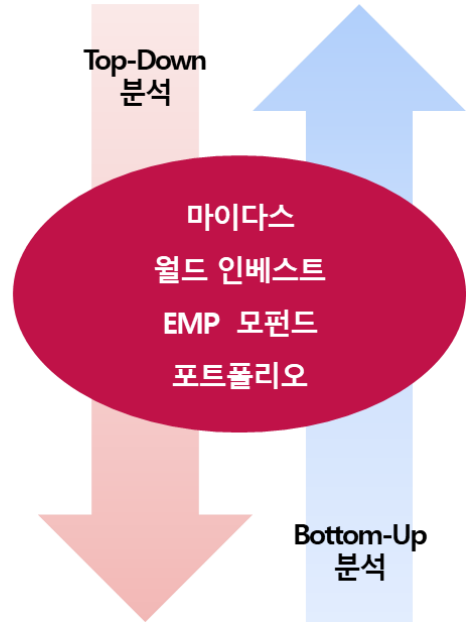 Top-Down
분석
마이다스
월드 인베스트
EMP 모펀드
포트폴리오
Bottom-Up
분석